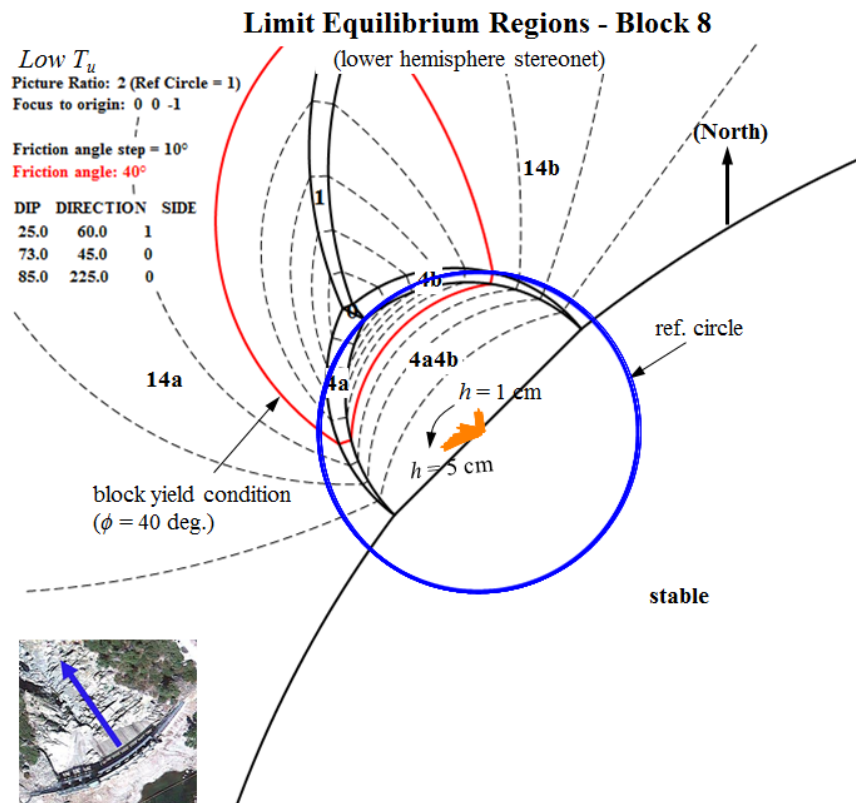 Limit Equilibrium Regions - Block 8
(lower hemisphere stereonet)
Low Tu
Picture Ratio: 2 (Ref Circle = 1)
Focus to origin: 0 0 -1
Friction angle step = 10°
Friction angle: 40°
DIP DIRECTION SIDE
25.0 60.0 1
73.0 45.0 0
85.0 225.0 0
(North)
14b
1
4b
0
ref. circle
4a
4a4b
14a
h = 1 cm
h = 5 cm
block yield condition
(ϕ = 40 deg.)
stable